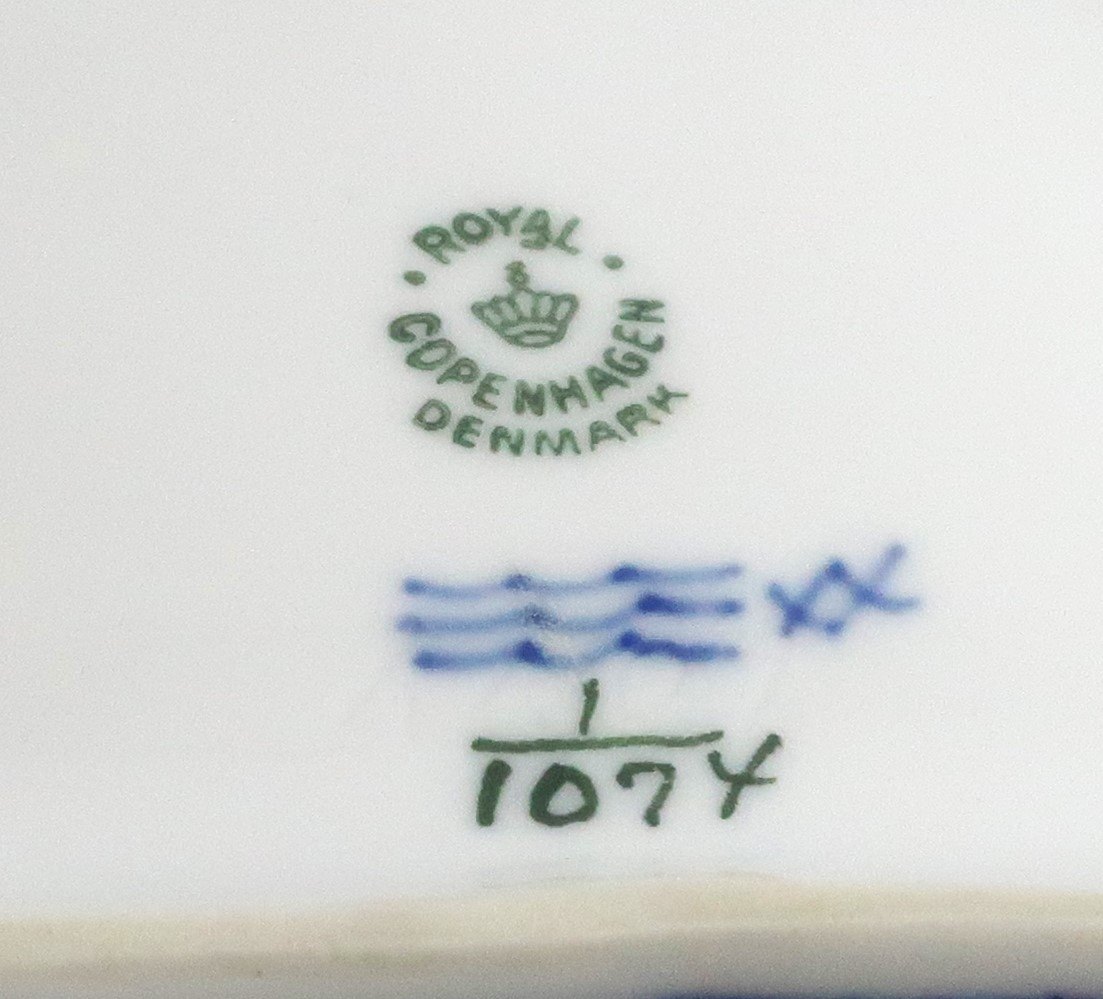 ROYAL
COPENHAGEN
DENMARK
1
1074